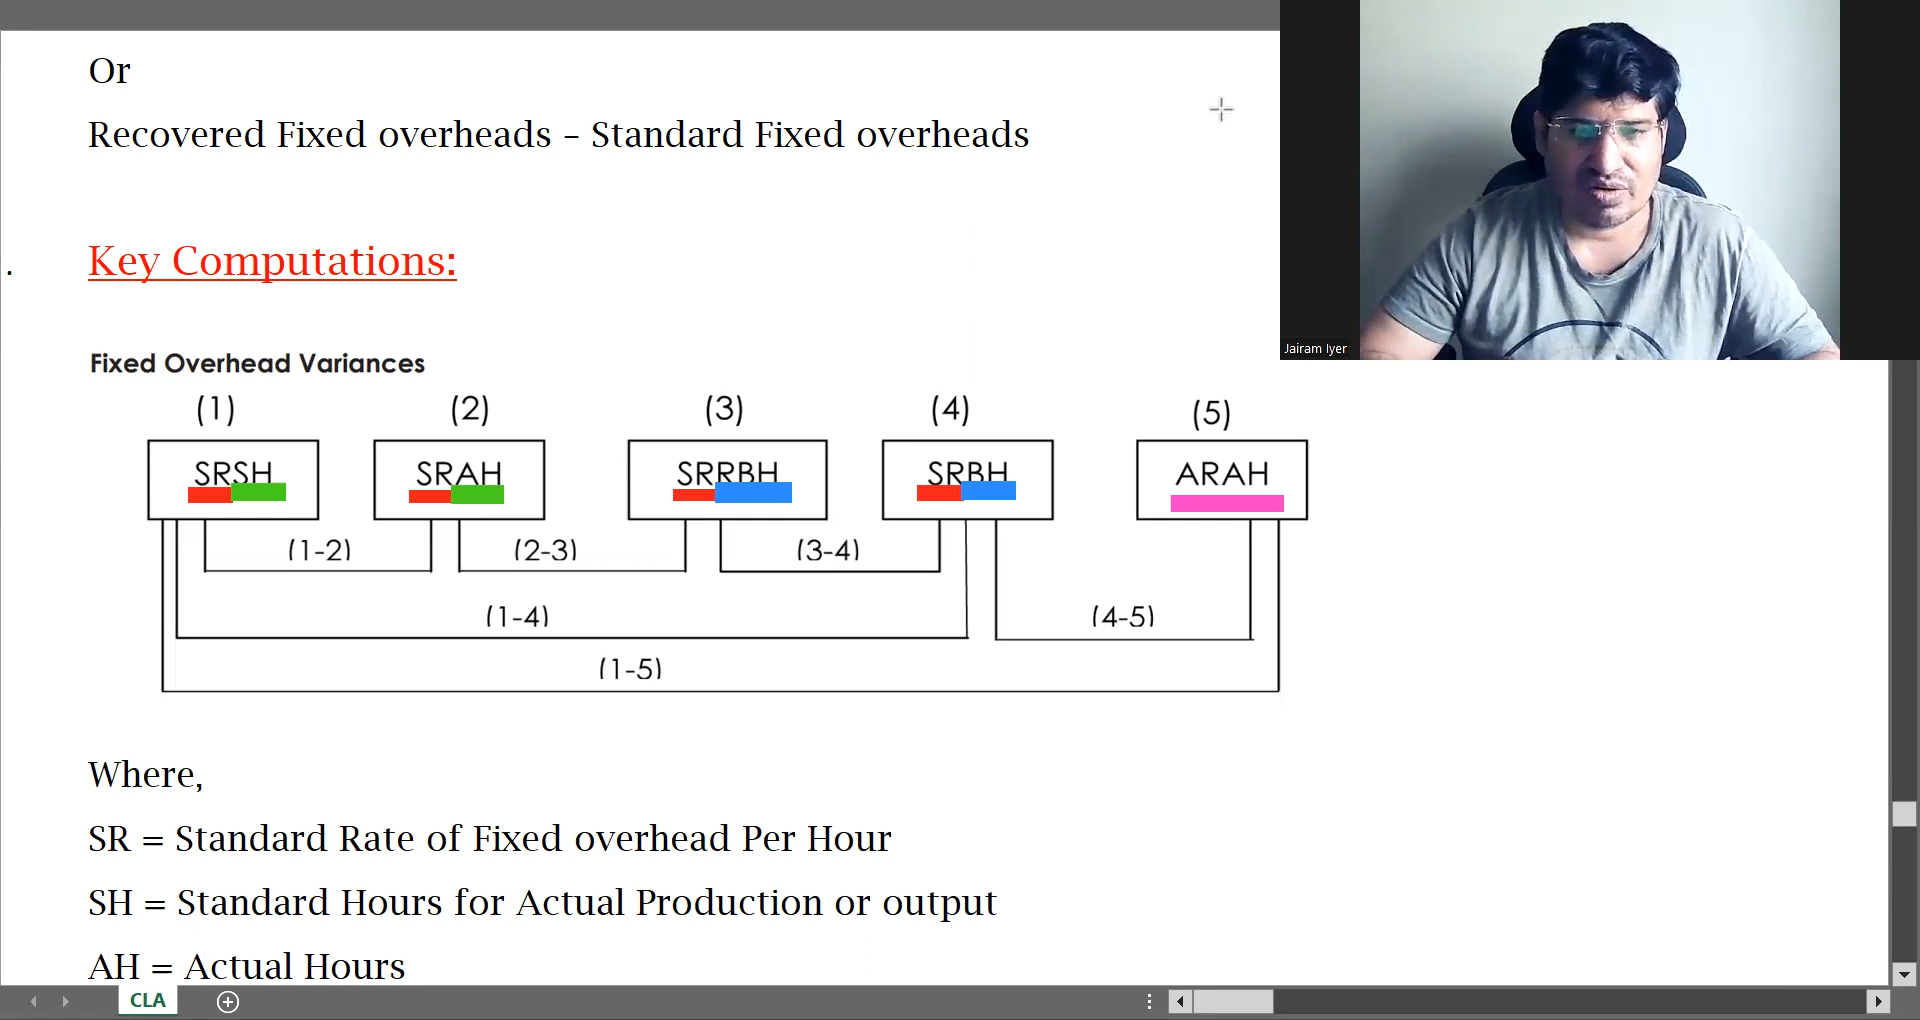 Or
Recovered Fixed overheads – Standard Fixed overheads
Key Computations:
Fixed Overhead Variances
(1) (2) (3) (4) (5)
SRSH SRAH SRRBH SRBH ARAH
(1-2) (2-3) (3-4)
(1-4) (4-5)
(1-5)
Where,
SR = Standard Rate of Fixed overhead Per Hour
SH = Standard Hours for Actual Production or output
AH = Actual Hours
CLA
Jairam Iyer